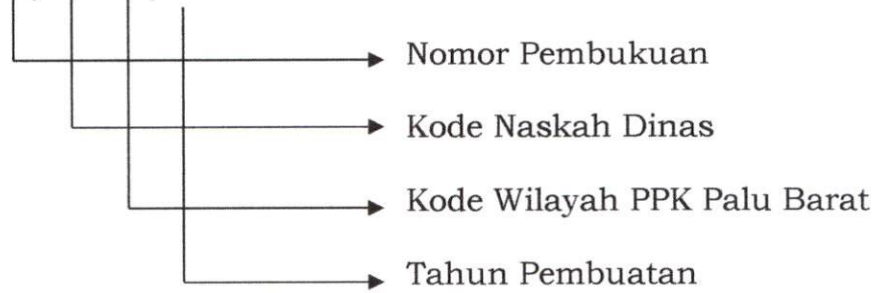 Nomor Pembukuan
Kode Naskah Dinas
Kode Wilayah PPK Palu Barat
Tahun Pembuatan